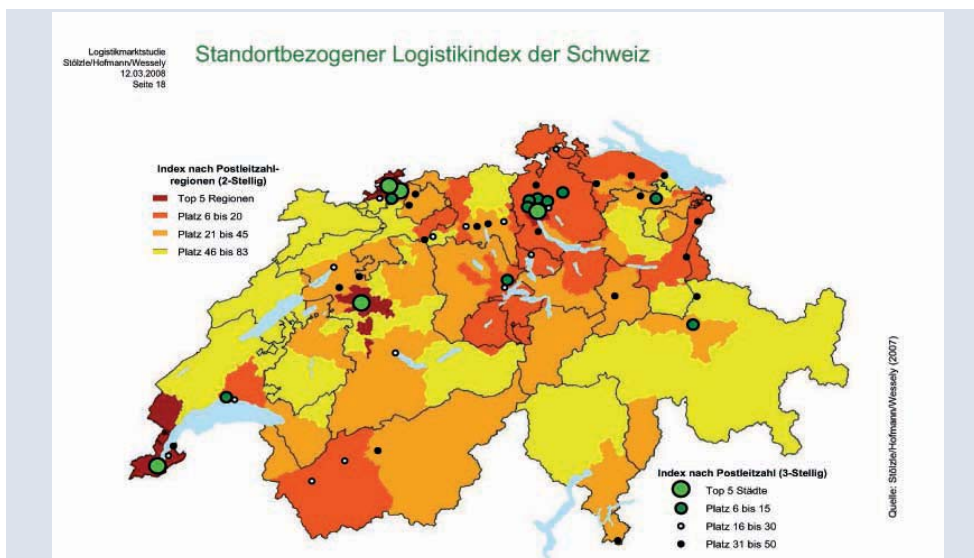 Logistikmarktstudie
Stölzle/Hofmann/Wessely
12.03.2008
Seite 18
Standortbezogener Logistikindex der Schweiz
Index nach Postleitzahl-
regionen (2-Stellig)
Top 5 Regionen
Platz 6 bis 20
Platz 21 bis 45
Platz 46 bis 83
Index nach Postleitzahl (3-Stellig)
Top 5 Städte
Platz 6 bis 15
Platz 16 bis 30
Platz 31 bis 50
Quelle: Stölzle/Hofmann/Wessely (2007)